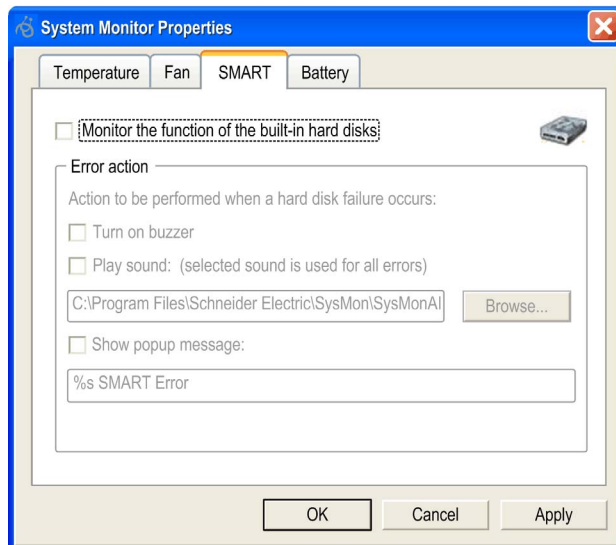 System Monitor Properties
Temperature
Fan
SMART
Battery
Monitor the function of the built-in hard disks
Error action
Action to be performed when a hard disk failure occurs:
Turn on buzzer
Play sound: (selected sound is used for all errors)
C:\Program Files\Schneider Electric\SysMon\SysMonAl
Browse...
Show popup message:
%s SMART Error
OK
Cancel
Apply